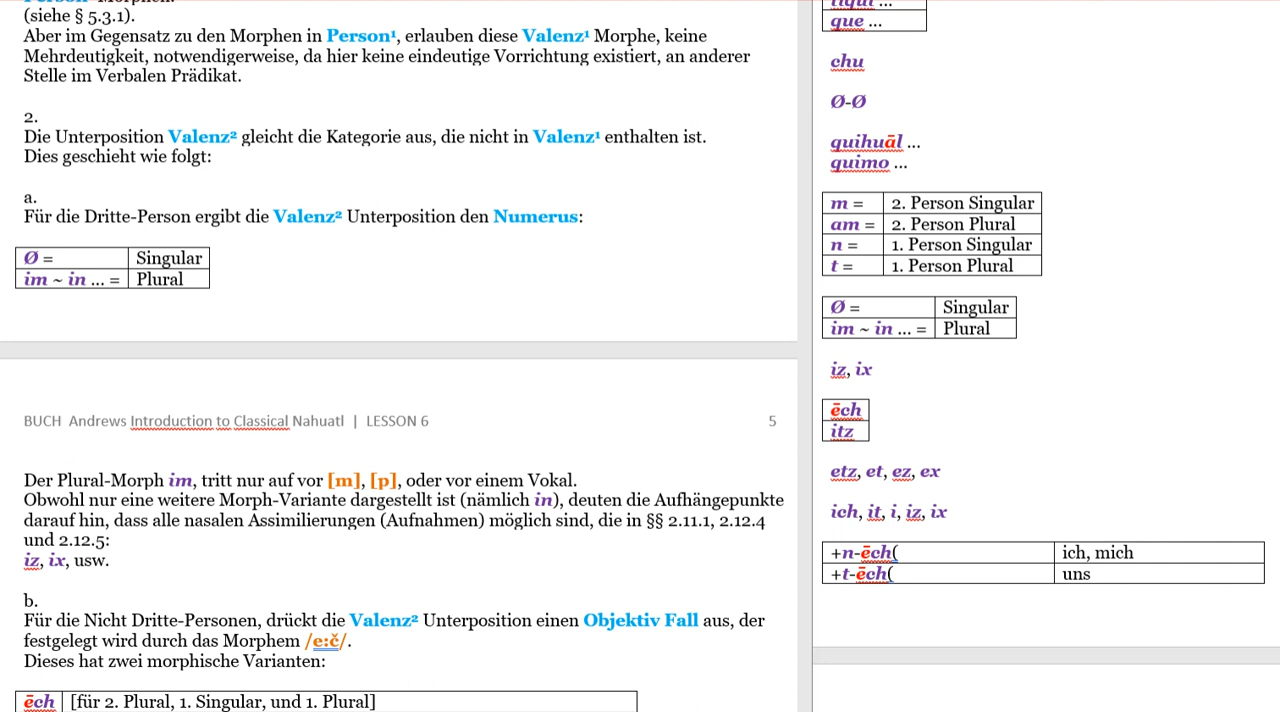 (siehe § 5.3.1).
Aber im Gegensatz zu den Morphen in Person¹, erlauben diese Valenz¹ Morphe, keine
Mehrdeutigkeit, notwendigerweise, da hier keine eindeutige Vorrichtung existiert, an anderer
Stelle im Verbalen Prädikat.
2.
Die Unterposition Valenz² gleicht die Kategorie aus, die nicht in Valenz¹ enthalten ist.
Dies geschieht wie folgt:
a.
Für die Dritte-Person ergibt die Valenz² Unterposition den Numerus:
Ø = Singular
im ~ in ... = Plural
BUCH Andrews Introduction to Classical Nahuatl | LESSON 6 5
Der Plural-Morph im, tritt nur auf vor [m], [p], oder vor einem Vokal.
Obwohl nur eine weitere Morph-Variante dargestellt ist (nämlich in), deuten die Aufhängepunkte
darauf hin, dass alle nasalen Assimilierungen (Aufnahmen) möglich sind, die in §§ 2.11.1, 2.12.4
und 2.12.5:
iz, ix, usw.
b.
Für die Nicht Dritte-Personen, drückt die Valenz² Unterposition einen Objektiv Fall aus, der
festgelegt wird durch das Morphem /e:č/.
Dieses hat zwei morphische Varianten:
ēch [für 2. Plural, 1. Singular, und 1. Plural]
que ...
chu
Ø-Ø
quihuāl ...
quimo ...
m = 2. Person Singular
am = 2. Person Plural
n = 1. Person Singular
t = 1. Person Plural
Ø = Singular
im ~ in ... = Plural
iz, ix
ēch
itz
etz, et, ez, ex
ich, it, i, iz, ix
+n-ēch( ich, mich
+t-ēch( uns